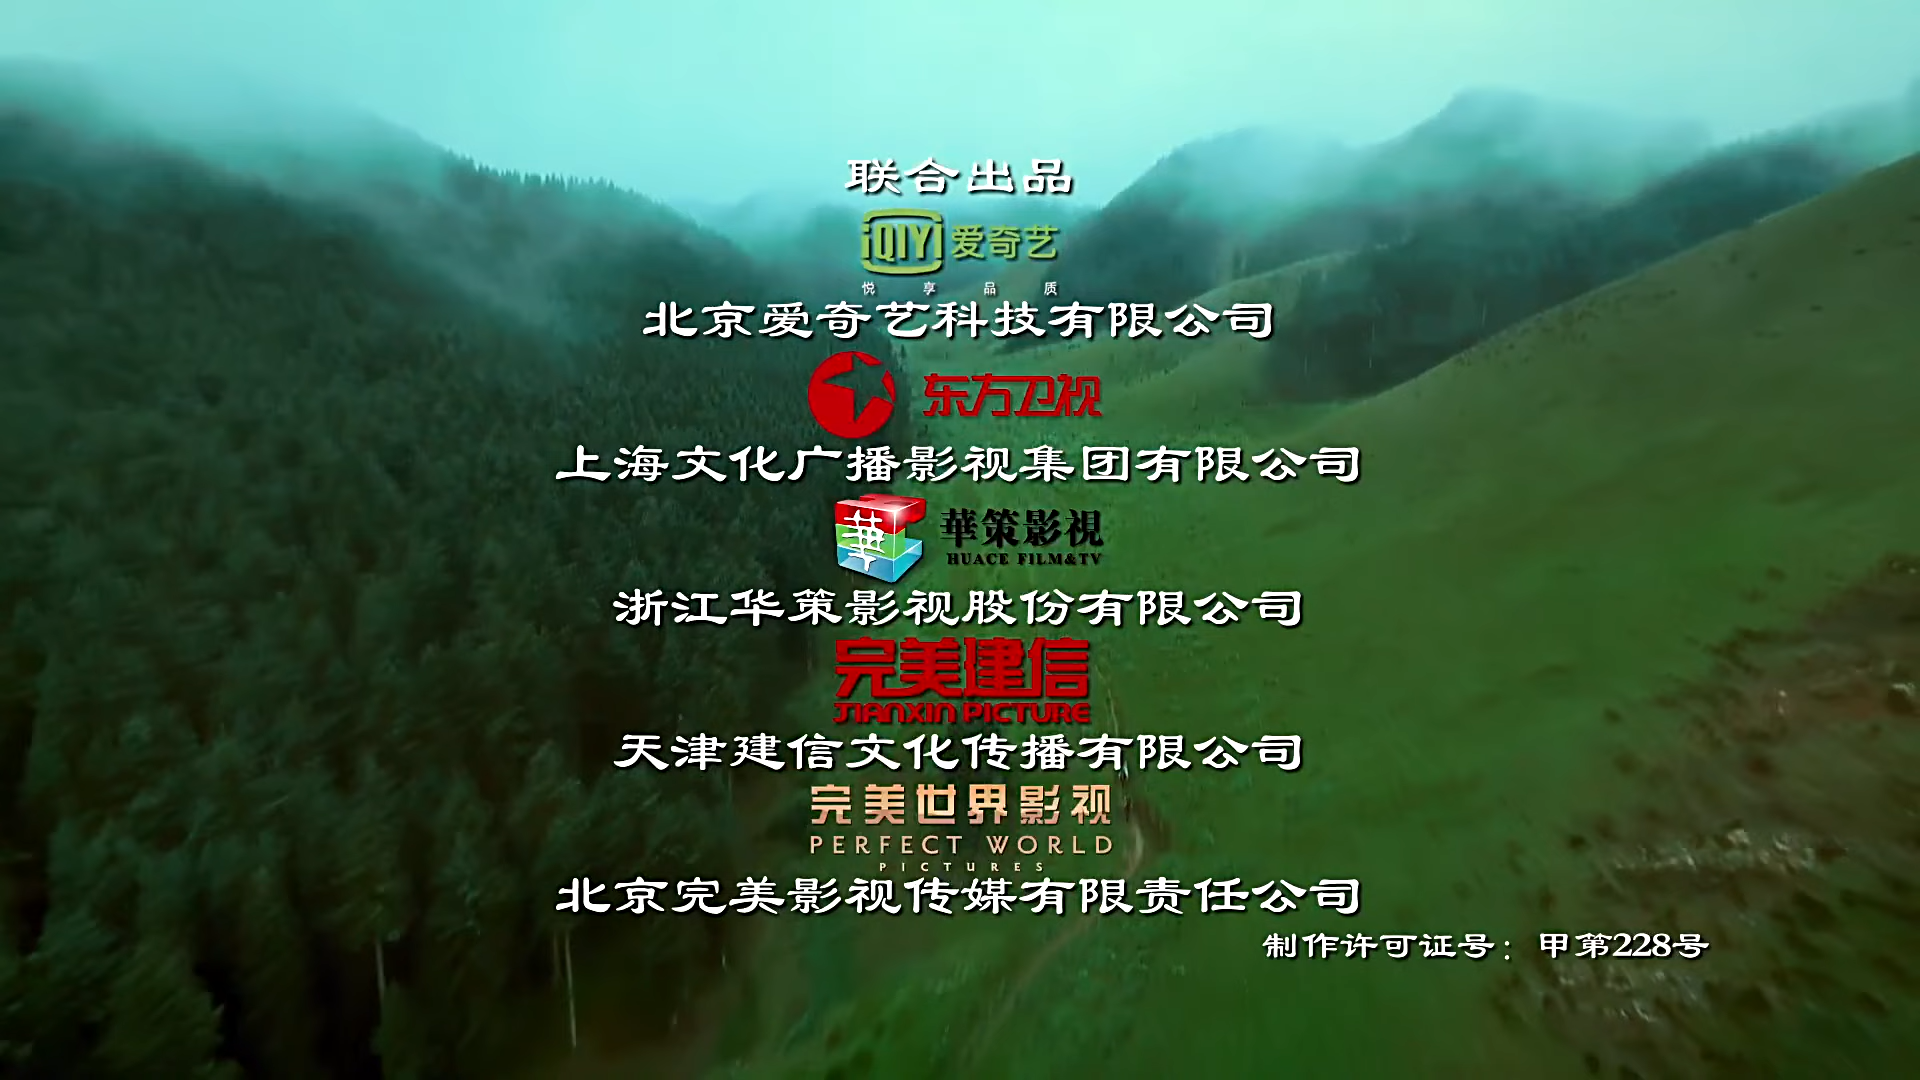 联合出品
iQIYI 爱奇艺
悦享品质
北京爱奇艺科技有限公司
东方卫视
上海文化广播影视集团有限公司
華 華策影視
HUACE FILM&TV
浙江华策影视股份有限公司
完美建信
JIANXIN PICTURE
天津建信文化传播有限公司
完美世界影视
PERFECT WORLD
PICTURES
北京完美影视传媒有限责任公司
制作许可证号：甲第228号